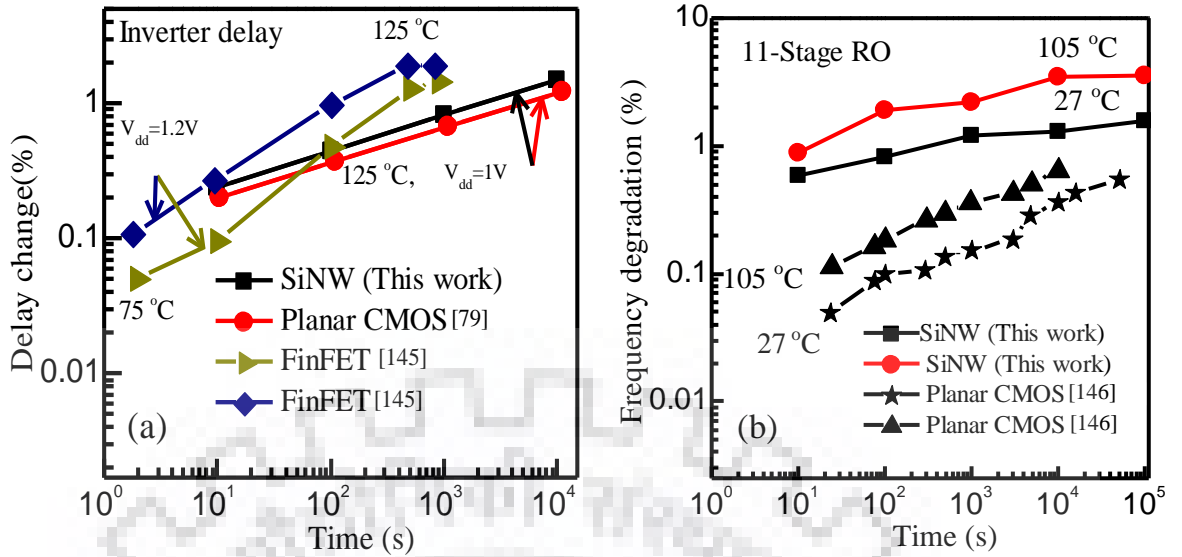 Inverter delay
125 °C
V_dd=1.2V
125 °C, V_dd=1V
75 °C
SiNW (This work)
Planar CMOS [79]
FinFET [145]
FinFET [145]
(a)
Delay change(%)
1
0.1
0.01
10^0 10^1 10^2 10^3 10^4
Time (s)
11-Stage RO
105 °C
27 °C
105 °C
27 °C
SiNW (This work)
SiNW (This work)
Planar CMOS [146]
Planar CMOS [146]
(b)
Frequency degradation (%)
10
1
0.1
0.01
10 10^2 10^3 10^4 10^5
Time (s)